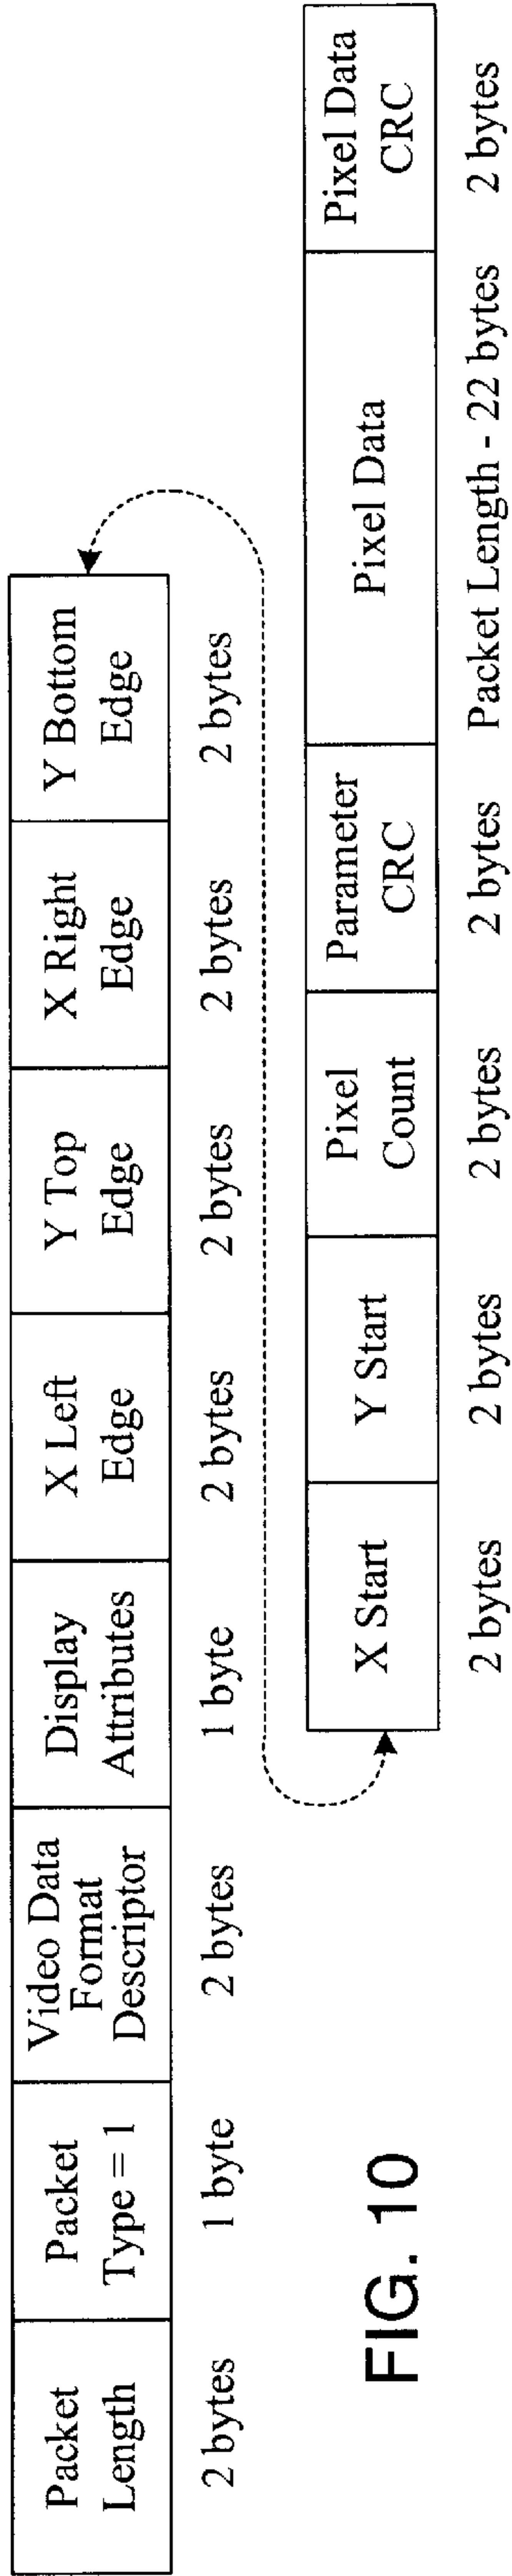 Packet
Length
Packet
Type = 1
Video Data
Format
Descriptor
Display
Attributes
X Left
Edge
Y Top
Edge
X Right
Edge
Y Bottom
Edge
2 bytes
1 byte
2 bytes
1 byte
2 bytes
2 bytes
2 bytes
2 bytes
X Start
Y Start
Pixel
Count
Parameter
CRC
Pixel Data
Pixel Data
CRC
2 bytes
2 bytes
2 bytes
2 bytes
Packet Length - 22 bytes
2 bytes
FIG. 10